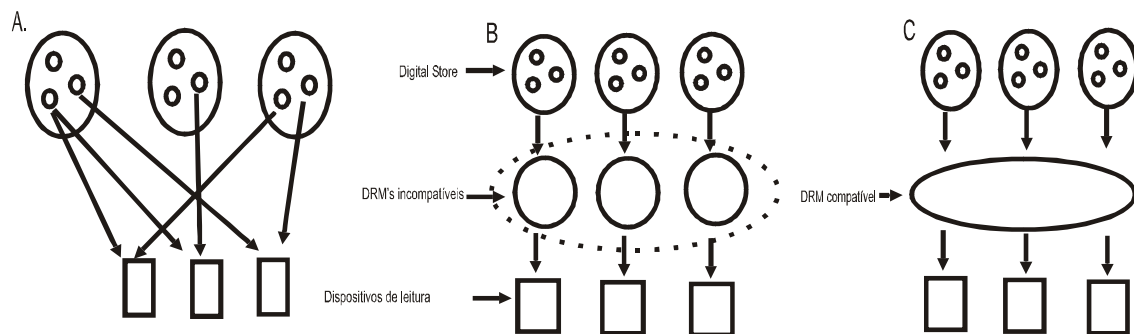 A.
B
C
Digital Store
DRM's incompatíveis
DRM compatível
Dispositivos de leitura